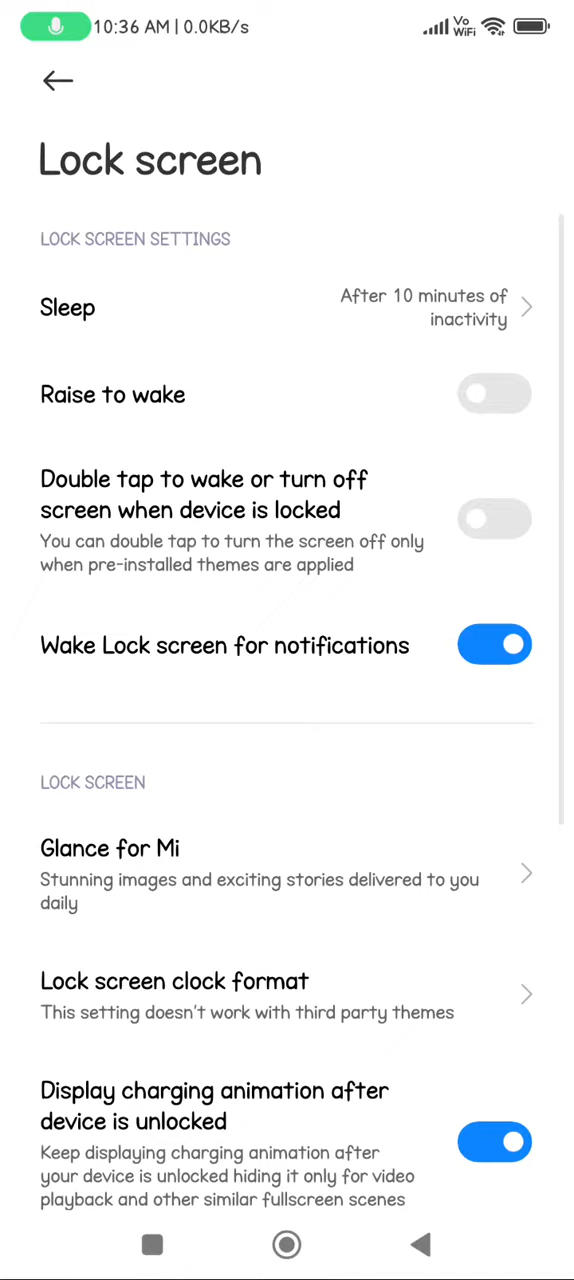 10:36 AM | 0.0KB/s
Vo
WiFi
Lock screen
LOCK SCREEN SETTINGS
Sleep
After 10 minutes of
inactivity
Raise to wake
Double tap to wake or turn off
screen when device is locked
You can double tap to turn the screen off only
when pre-installed themes are applied
Wake Lock screen for notifications
LOCK SCREEN
Glance for Mi
Stunning images and exciting stories delivered to you
daily
Lock screen clock format
This setting doesn't work with third party themes
Display charging animation after
device is unlocked
Keep displaying charging animation after
your device is unlocked hiding it only for video
playback and other similar fullscreen scenes